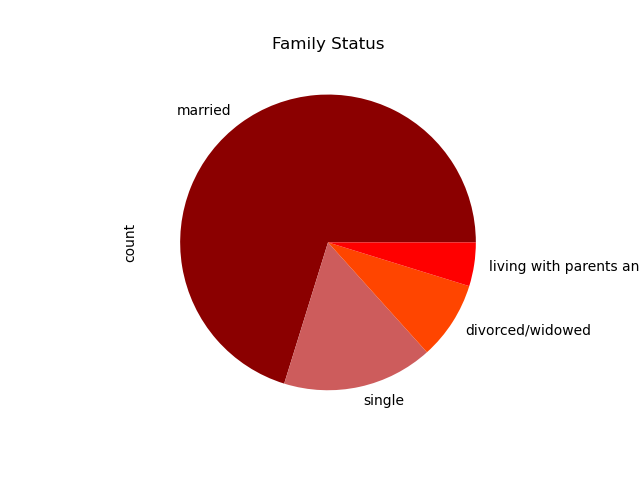 Family Status
married
count
living with parents an
divorced/widowed
single